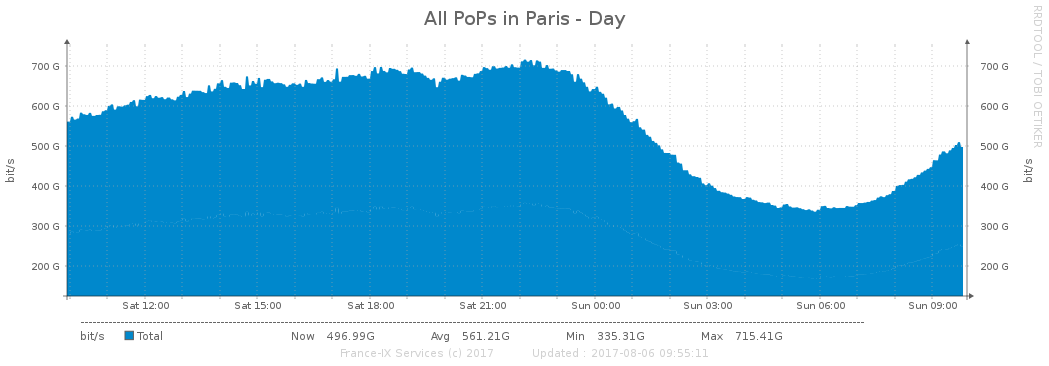 All PoPs in Paris - Day
RRDTOOL / TOBI OETIKER
700 G 700 G
600 G 600 G
500 G 500 G
400 G 400 G
300 G 300 G
200 G 200 G
bit/s bit/s
Sat 12:00 Sat 15:00 Sat 18:00 Sat 21:00 Sun 00:00 Sun 03:00 Sun 06:00 Sun 09:00
bit/s Total Now 496.99G Avg 561.21G Min 335.31G Max 715.41G
France-IX Services (c) 2017 Updated : 2017-08-06 09:55:11